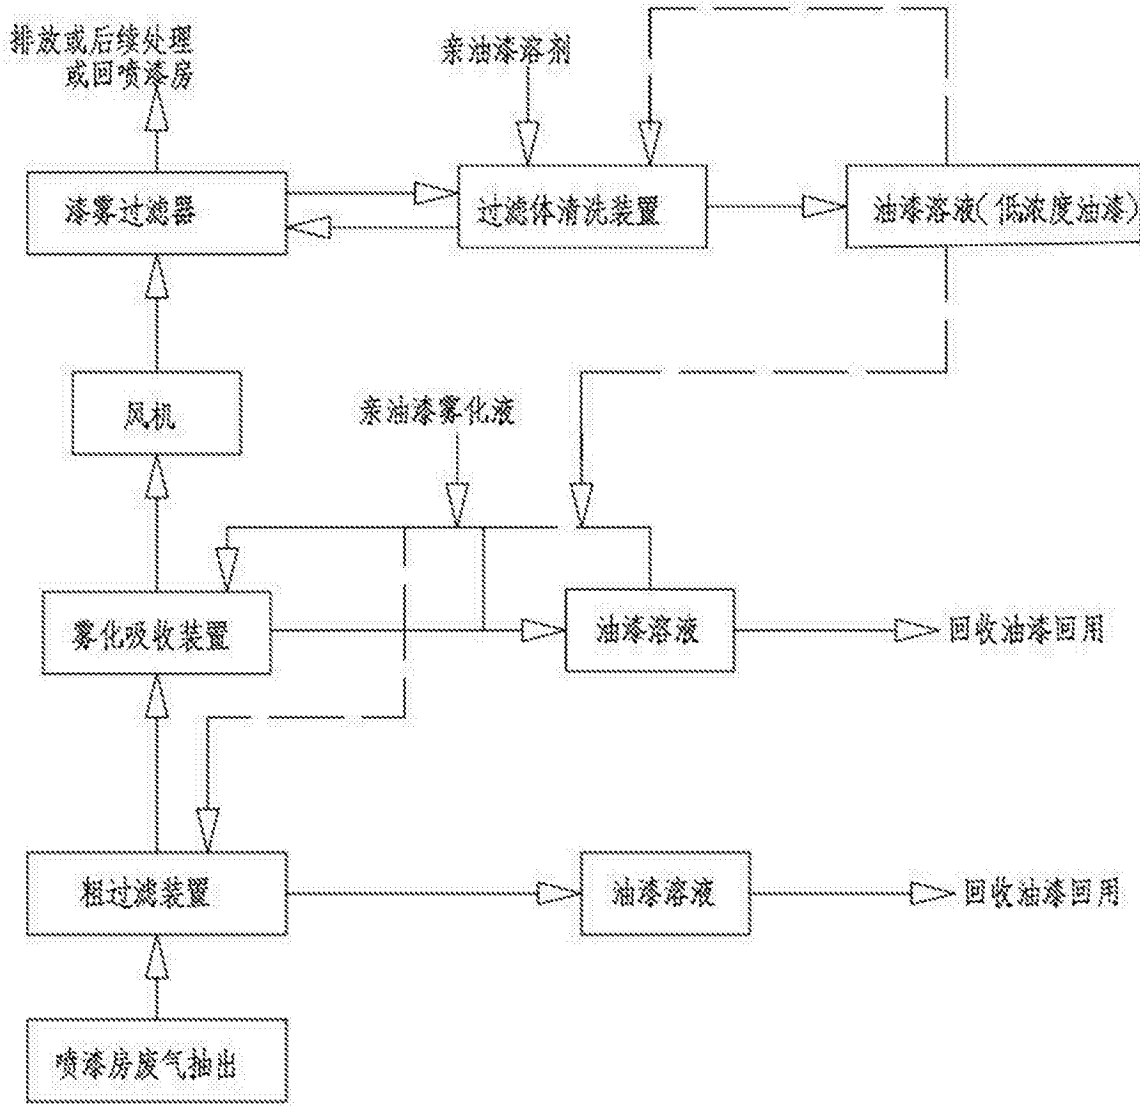 排放或后续处理
或回喷漆房
亲油漆溶剂
漆雾过滤器
过滤体清洗装置
油漆溶液(低浓度油漆)
风机
亲油漆雾化液
雾化吸收装置
油漆溶液
回收油漆回用
粗过滤装置
油漆溶液
回收油漆回用
喷漆房废气抽出